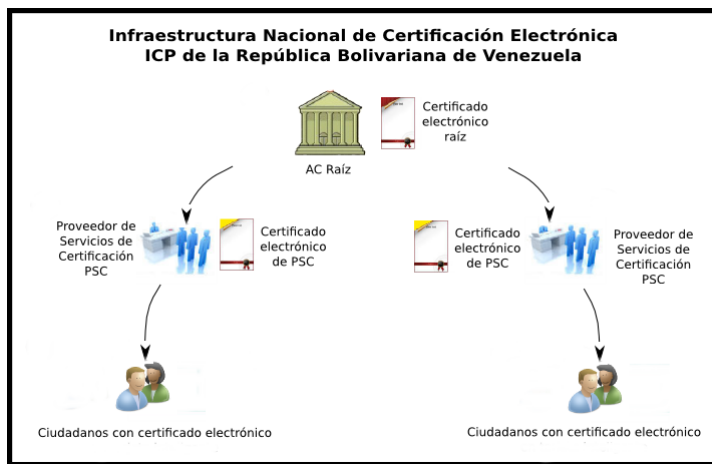 Infraestructura Nacional de Certificación Electrónica
ICP de la República Bolivariana de Venezuela
Certificado
electrónico
raíz
AC Raíz
Proveedor de
Servicios de
Certificación
PSC
Certificado
electrónico
de PSC
Certificado
electrónico
de PSC
Proveedor de
Servicios de
Certificación
PSC
Ciudadanos con certificado electrónico
Ciudadanos con certificado electrónico